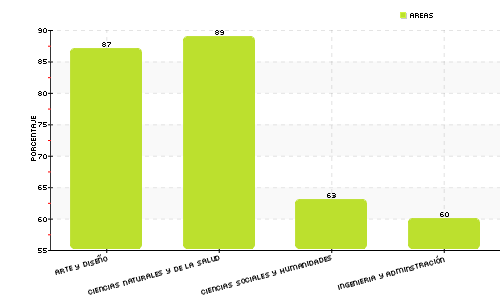 AREAS
PORCENTAJE
90
85
80
75
70
65
60
55
87
89
63
60
ARTE y DISEÑO
CIENCIAS NATURALES y DE LA SALUD
CIENCIAS SOCIALES y HUMANIDADES
INGENIERIA y ADMINSTRACIÓN